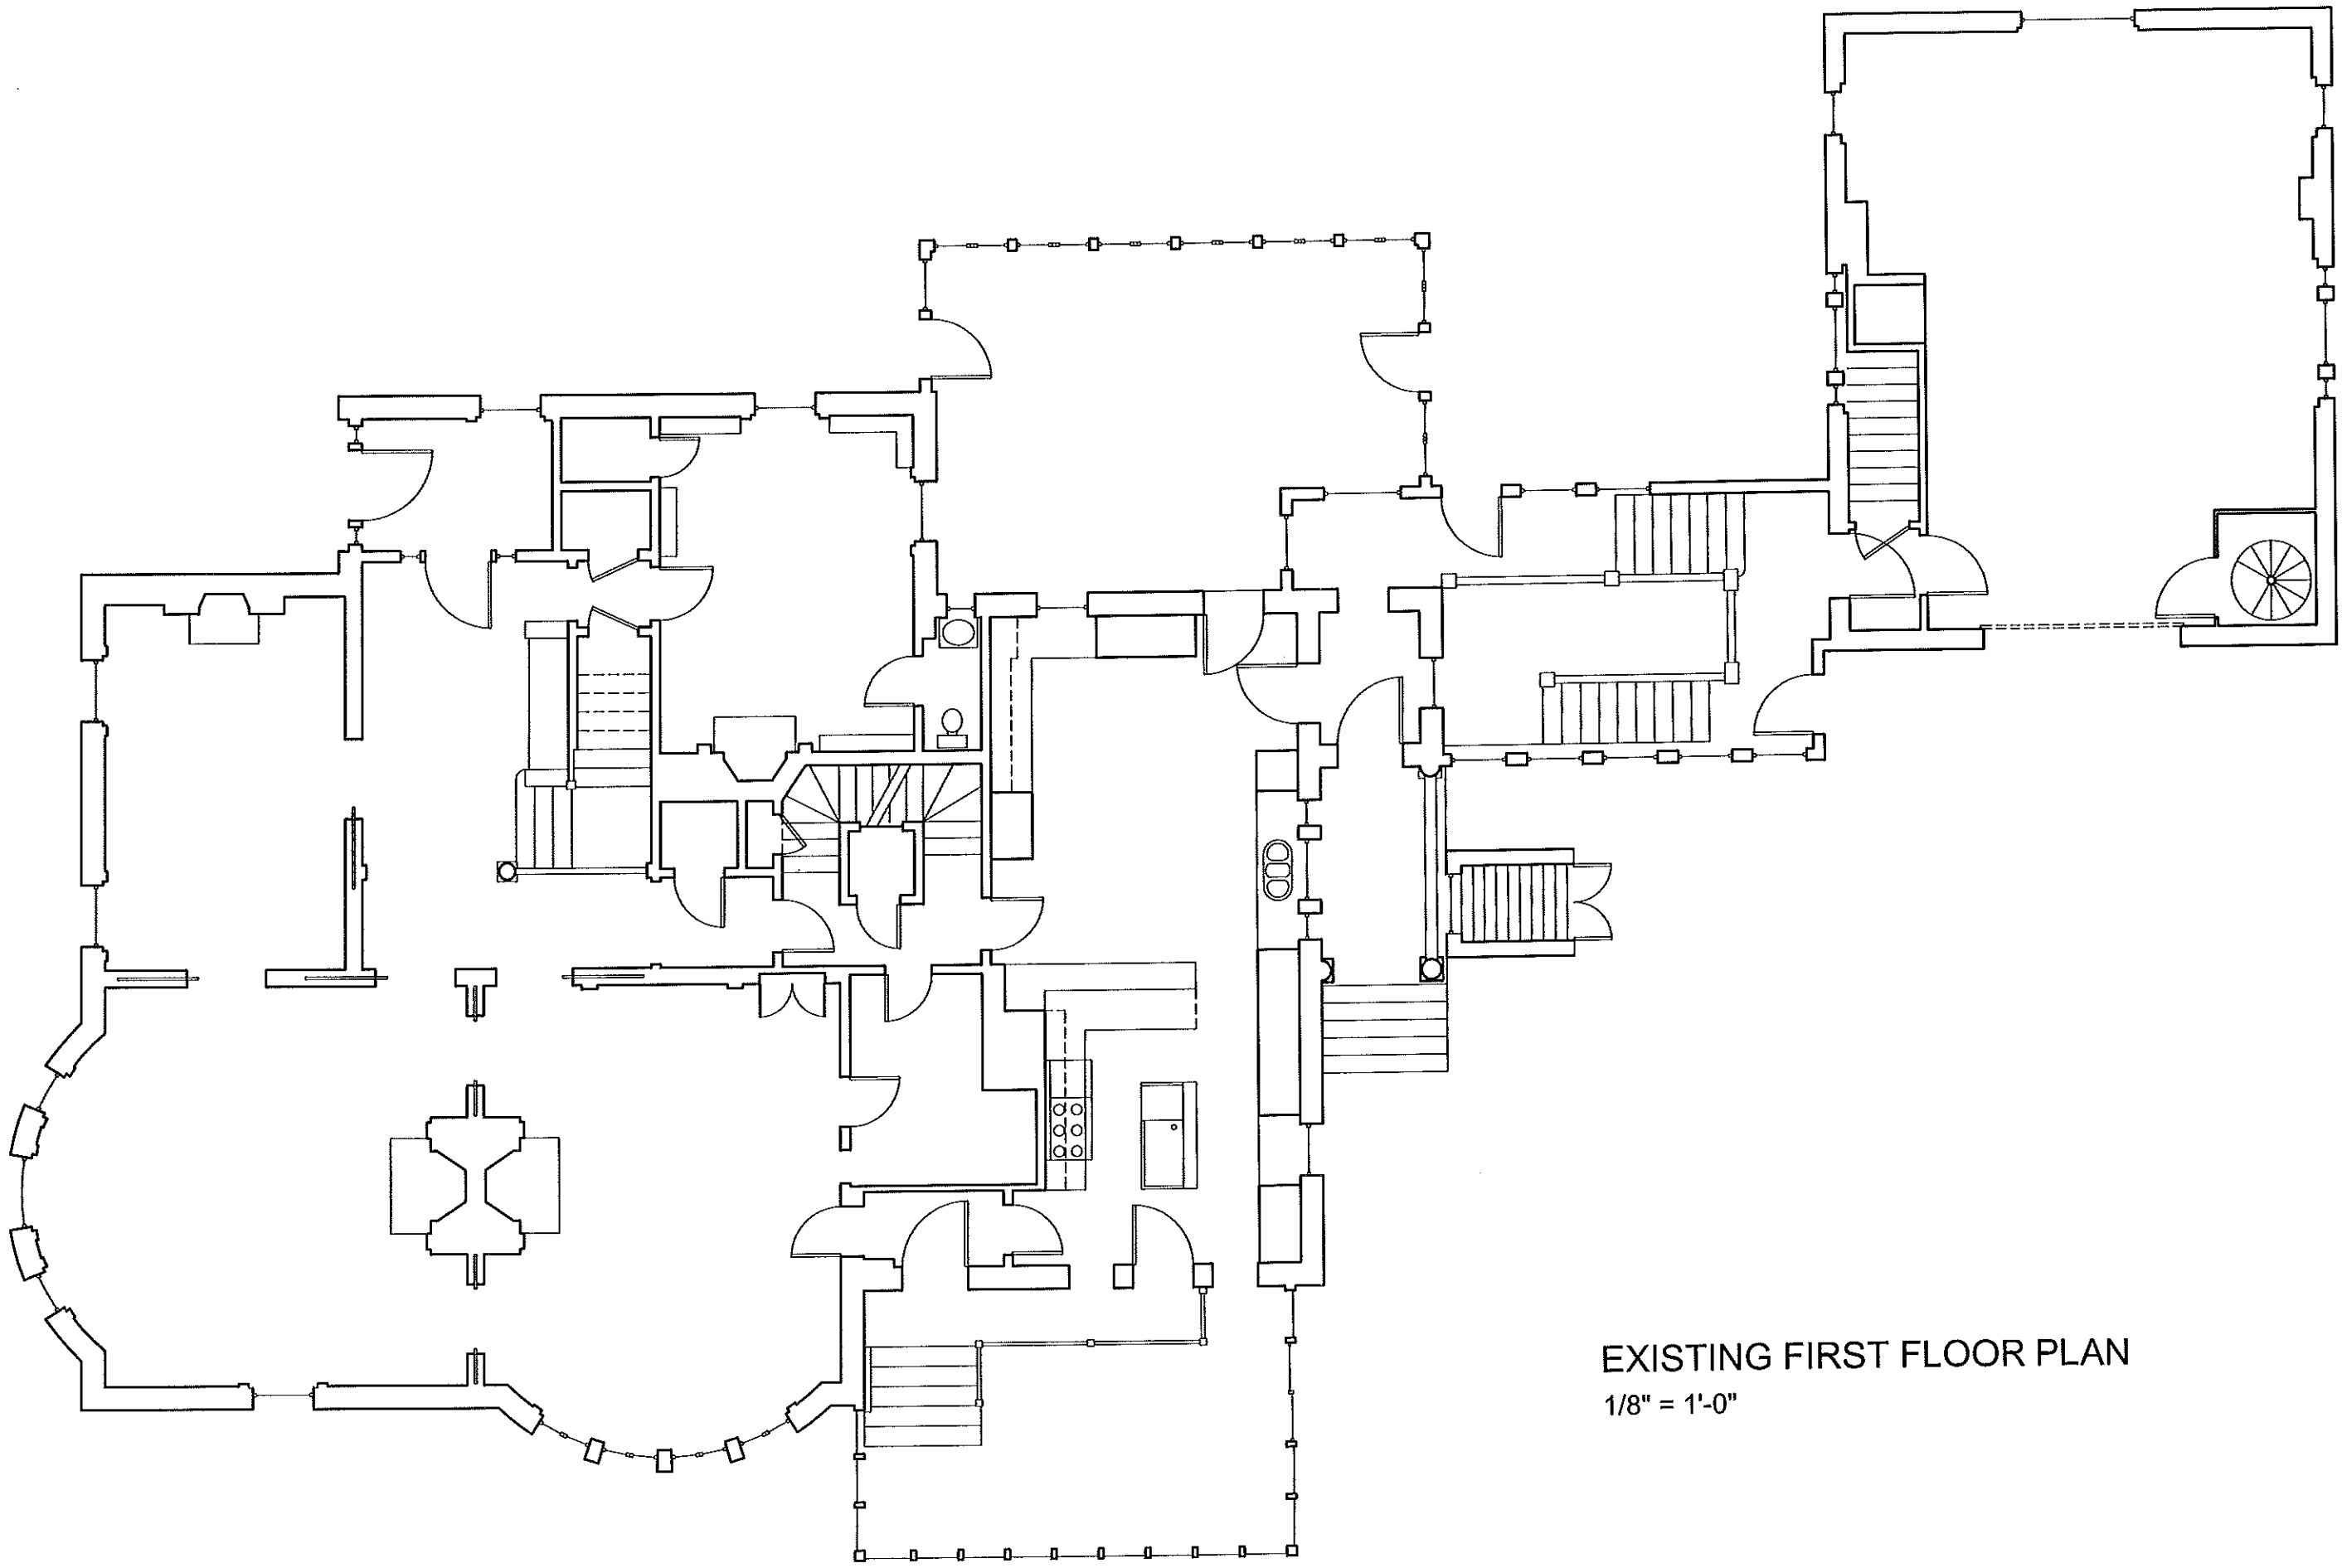 EXISTING FIRST FLOOR PLAN
1/8" = 1'-0"